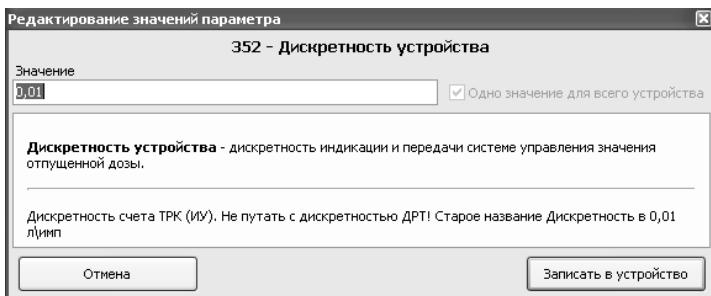 Редактирование значений параметра
352 - Дискретность устройства
Значение
0,01
Одно значение для всего устройства
Дискретность устройства - дискретность индикации и передачи системе управления значения
отпущенной дозы.
Дискретность счета ТРК (ИУ). Не путать с дискретностью ДРТ! Старое название Дискретность в 0,01
л\имп
Отмена
Записать в устройство